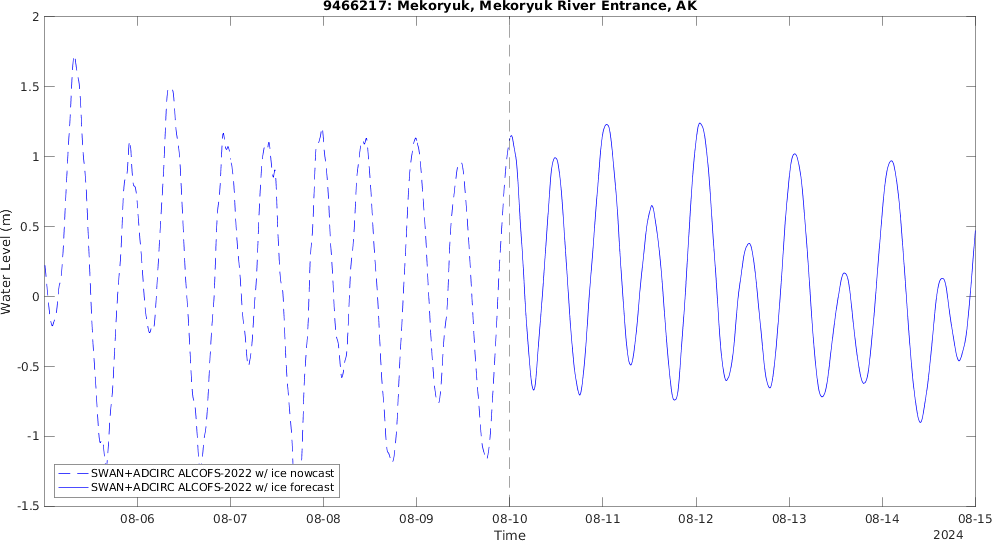 9466217: Mekoryuk, Mekoryuk River Entrance, AK
2
1.5
1
0.5
0
-0.5
-1
-1.5
Water Level (m)
SWAN+ADCIRC ALCOFS-2022 w/ ice nowcast
SWAN+ADCIRC ALCOFS-2022 w/ ice forecast
08-06 08-07 08-08 08-09 08-10 08-11 08-12 08-13 08-14 08-15
Time
2024